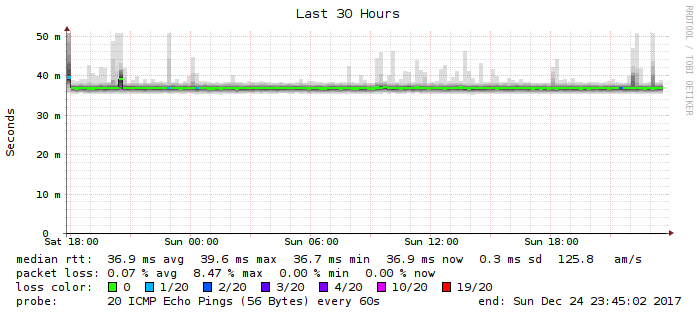 Last 30 Hours
RRDTOOL / TOBI OETIKER
Seconds
50 m
40 m
30 m
20 m
10 m
0
Sat 18:00 Sun 00:00 Sun 06:00 Sun 12:00 Sun 18:00
median rtt: 36.9 ms avg 39.6 ms max 36.7 ms min 36.9 ms now 0.3 ms sd 125.8 am/s
packet loss: 0.07 % avg 8.47 % max 0.00 % min 0.00 % now
loss color: 0 1/20 2/20 3/20 4/20 10/20 19/20
probe: 20 ICMP Echo Pings (56 Bytes) every 60s end: Sun Dec 24 23:45:02 2017